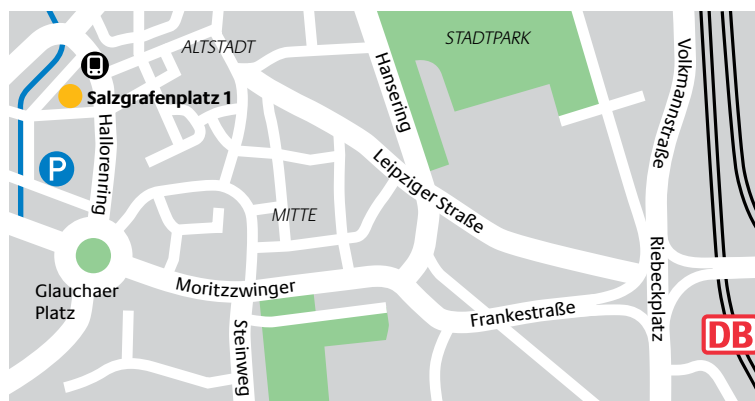 ALTSTADT
STADTPARK
Hansering
Volkmannstraße
Salzgrafenplatz 1
Hallorenring
P
Leipziger Straße
MITTE
Riebeckplatz
Glauchaer
Platz
Moritzzwinger
Steinweg
Frankestraße
DB